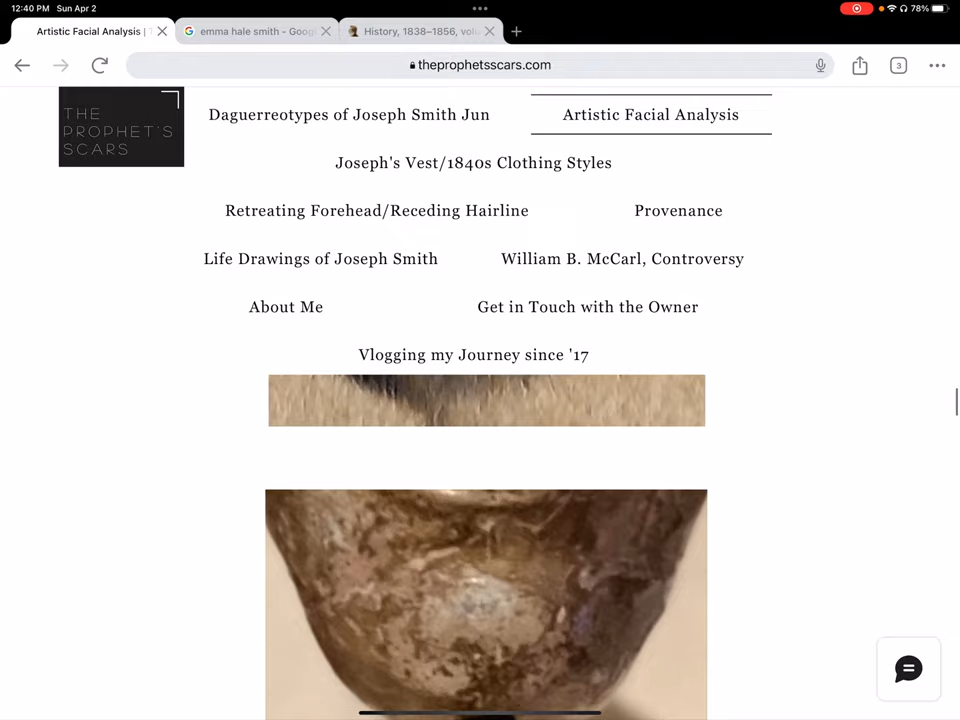 12:40 PM Sun Apr 2
78%
Artistic Facial Analysis | T
emma hale smith - Goog
History, 1838–1856, vol
theprophetsscars.com
3
THE
PROPHET'S
SCARS
Daguerreotypes of Joseph Smith Jun
Artistic Facial Analysis
Joseph's Vest/1840s Clothing Styles
Retreating Forehead/Receding Hairline
Provenance
Life Drawings of Joseph Smith
William B. McCarl, Controversy
About Me
Get in Touch with the Owner
Vlogging my Journey since '17